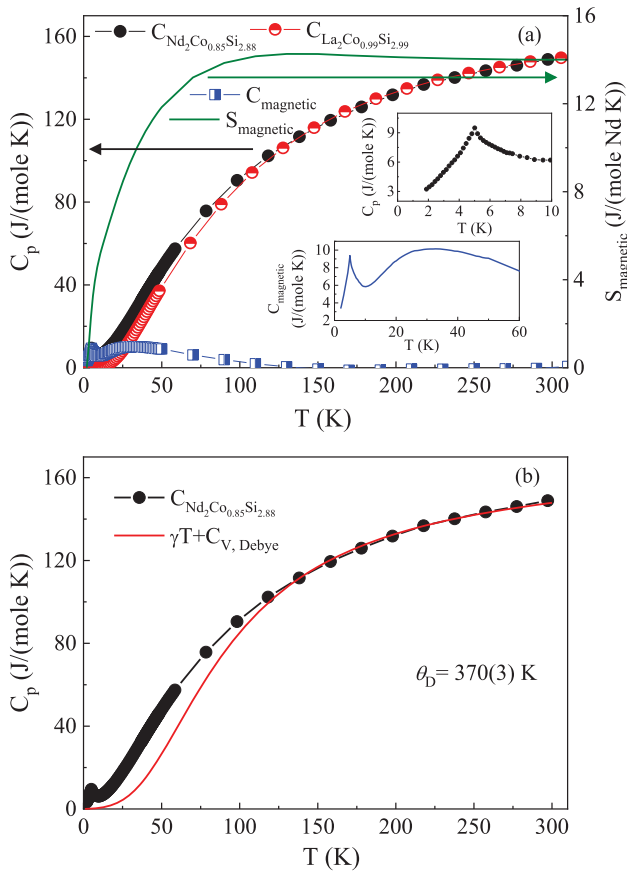 160
120
80
40
0
C_p (J/(mole K))
C_Nd2Co0.85Si2.88
C_La2Co0.99Si2.99
(a)
C_magnetic
S_magnetic
16
12
8
4
0
S_magnetic (J/(mole Nd K)
9
6
3
C_p (J/(mole K))
0 2 4 6 8 10
T (K)
10
8
6
4
2
C_magnetic
(J/(mole K))
0 20 40 60
T (K)
0 50 100 150 200 250 300
T (K)
160
120
80
40
0
C_p (J/(mole K))
(b)
C_Nd2Co0.85Si2.88
γT+C_V, Debye
θ_D= 370(3) K
0 50 100 150 200 250 300
T (K)